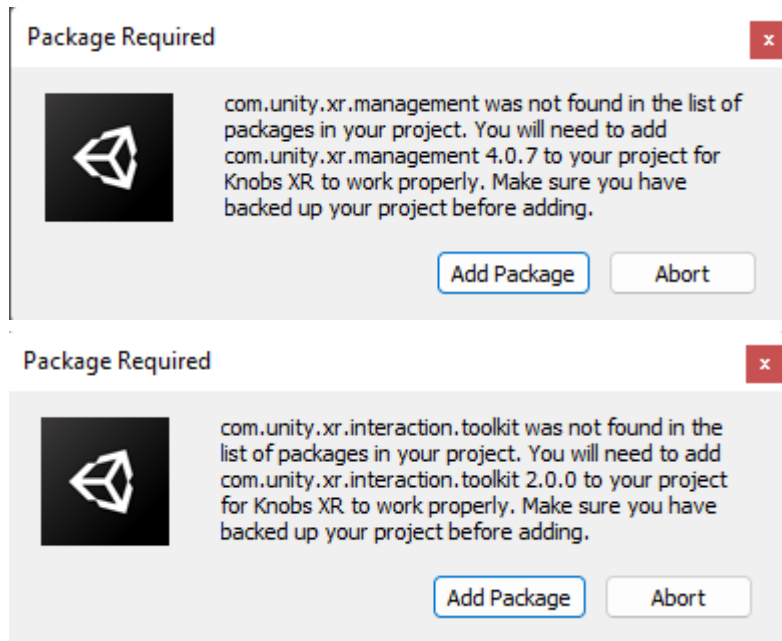 Package Required
x
com.unity.xr.management was not found in the list of
packages in your project. You will need to add
com.unity.xr.management 4.0.7 to your project for
Knobs XR to work properly. Make sure you have
backed up your project before adding.
Add Package
Abort
Package Required
x
com.unity.xr.interaction.toolkit was not found in the
list of packages in your project. You will need to add
com.unity.xr.interaction.toolkit 2.0.0 to your project
for Knobs XR to work properly. Make sure you have
backed up your project before adding.
Add Package
Abort